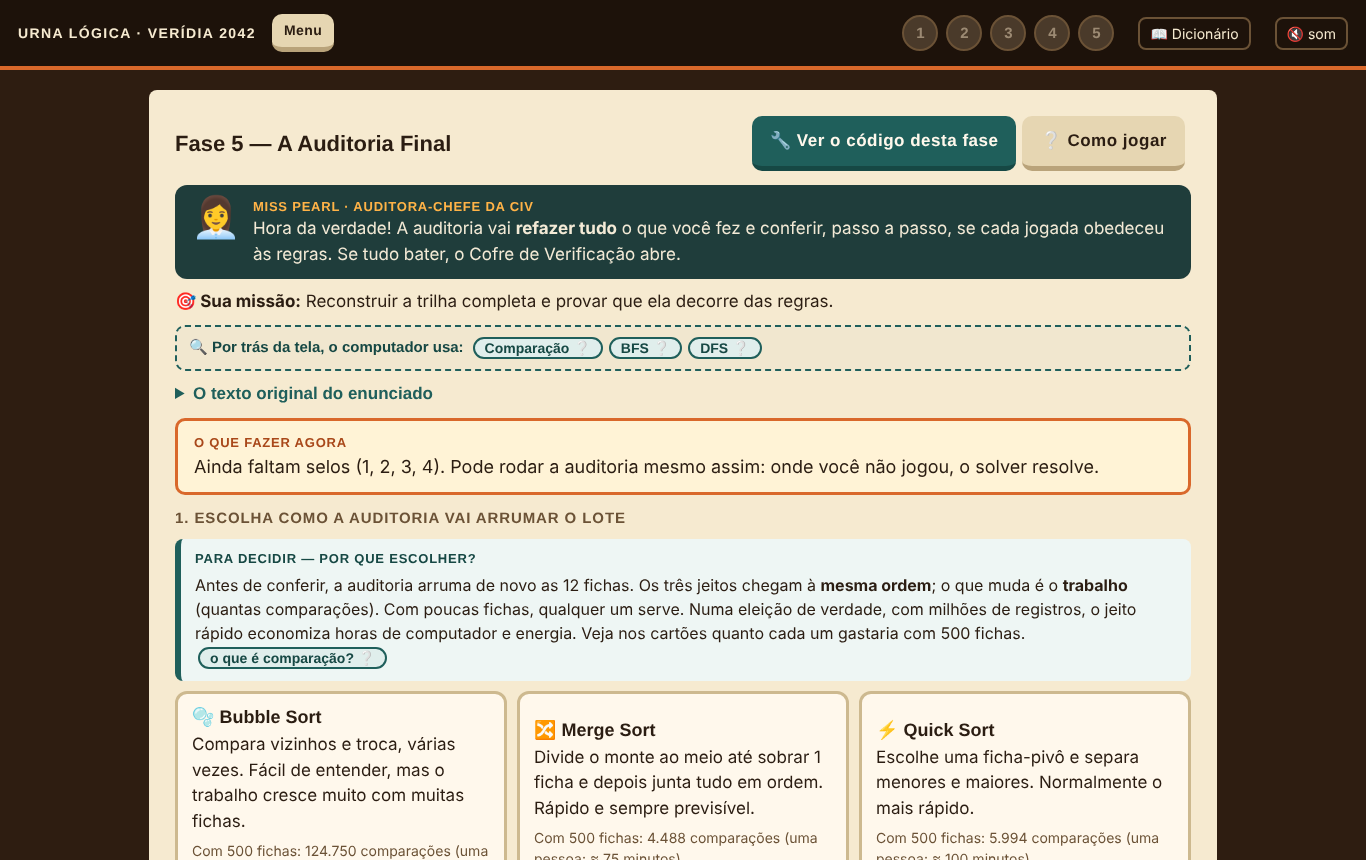 URNA LÓGICA · VERÍDIA 2042
Menu
1 2 3 4 5
📖 Dicionário
🔇 som
Fase 5 — A Auditoria Final
🔧 Ver o código desta fase
❔ Como jogar
MISS PEARL · AUDITORA-CHEFE DA CIV
Hora da verdade! A auditoria vai refazer tudo o que você fez e conferir, passo a passo, se cada jogada obedeceu
às regras. Se tudo bater, o Cofre de Verificação abre.
🎯 Sua missão: Reconstruir a trilha completa e provar que ela decorre das regras.
🔍 Por trás da tela, o computador usa: Comparação ❔ BFS ❔ DFS ❔
▶ O texto original do enunciado
O QUE FAZER AGORA
Ainda faltam selos (1, 2, 3, 4). Pode rodar a auditoria mesmo assim: onde você não jogou, o solver resolve.
1. ESCOLHA COMO A AUDITORIA VAI ARRUMAR O LOTE
PARA DECIDIR — POR QUE ESCOLHER?
Antes de conferir, a auditoria arruma de novo as 12 fichas. Os três jeitos chegam à mesma ordem; o que muda é o trabalho
(quantas comparações). Com poucas fichas, qualquer um serve. Numa eleição de verdade, com milhões de registros, o jeito
rápido economiza horas de computador e energia. Veja nos cartões quanto cada um gastaria com 500 fichas.
o que é comparação? ❔
🫧 Bubble Sort
Compara vizinhos e troca, várias
vezes. Fácil de entender, mas o
trabalho cresce muito com muitas
fichas.
Com 500 fichas: 124.750 comparações (uma
🔀 Merge Sort
Divide o monte ao meio até sobrar 1
ficha e depois junta tudo em ordem.
Rápido e sempre previsível.
Com 500 fichas: 4.488 comparações (uma
pessoa: ≈ 75 minutos)
⚡ Quick Sort
Escolhe uma ficha-pivô e separa
menores e maiores. Normalmente o
mais rápido.
Com 500 fichas: 5.994 comparações (uma
pessoa: ≈ 100 minutos)